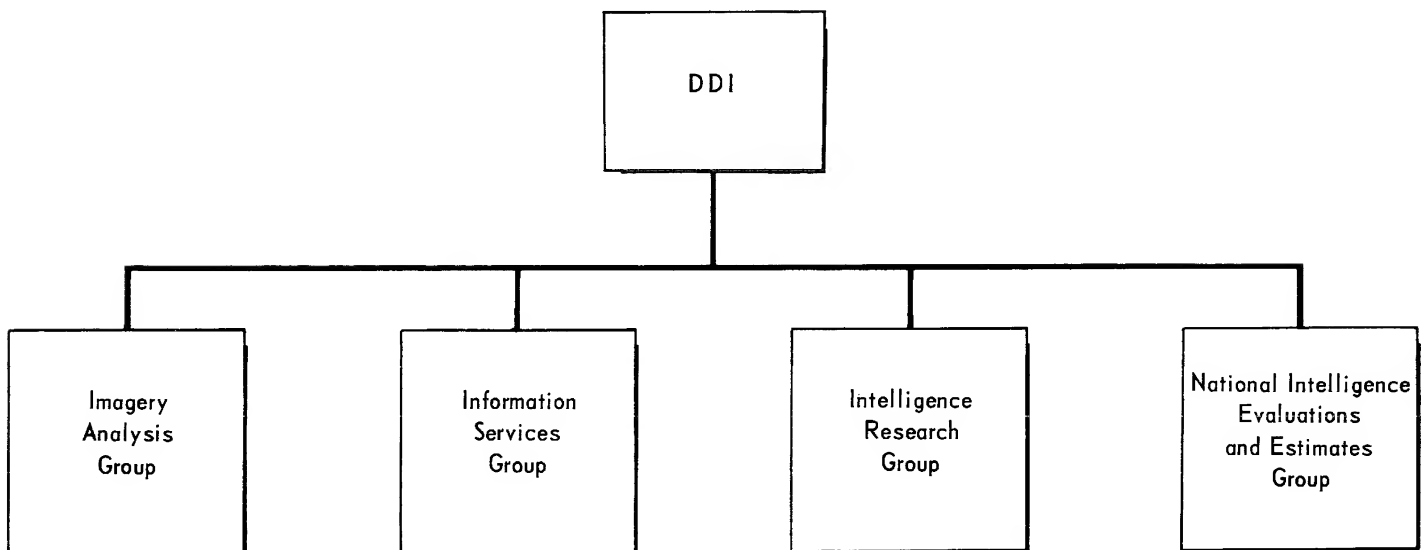 DDI
Imagery
Analysis
Group
Information
Services
Group
Intelligence
Research
Group
National Intelligence
Evaluations
and Estimates
Group